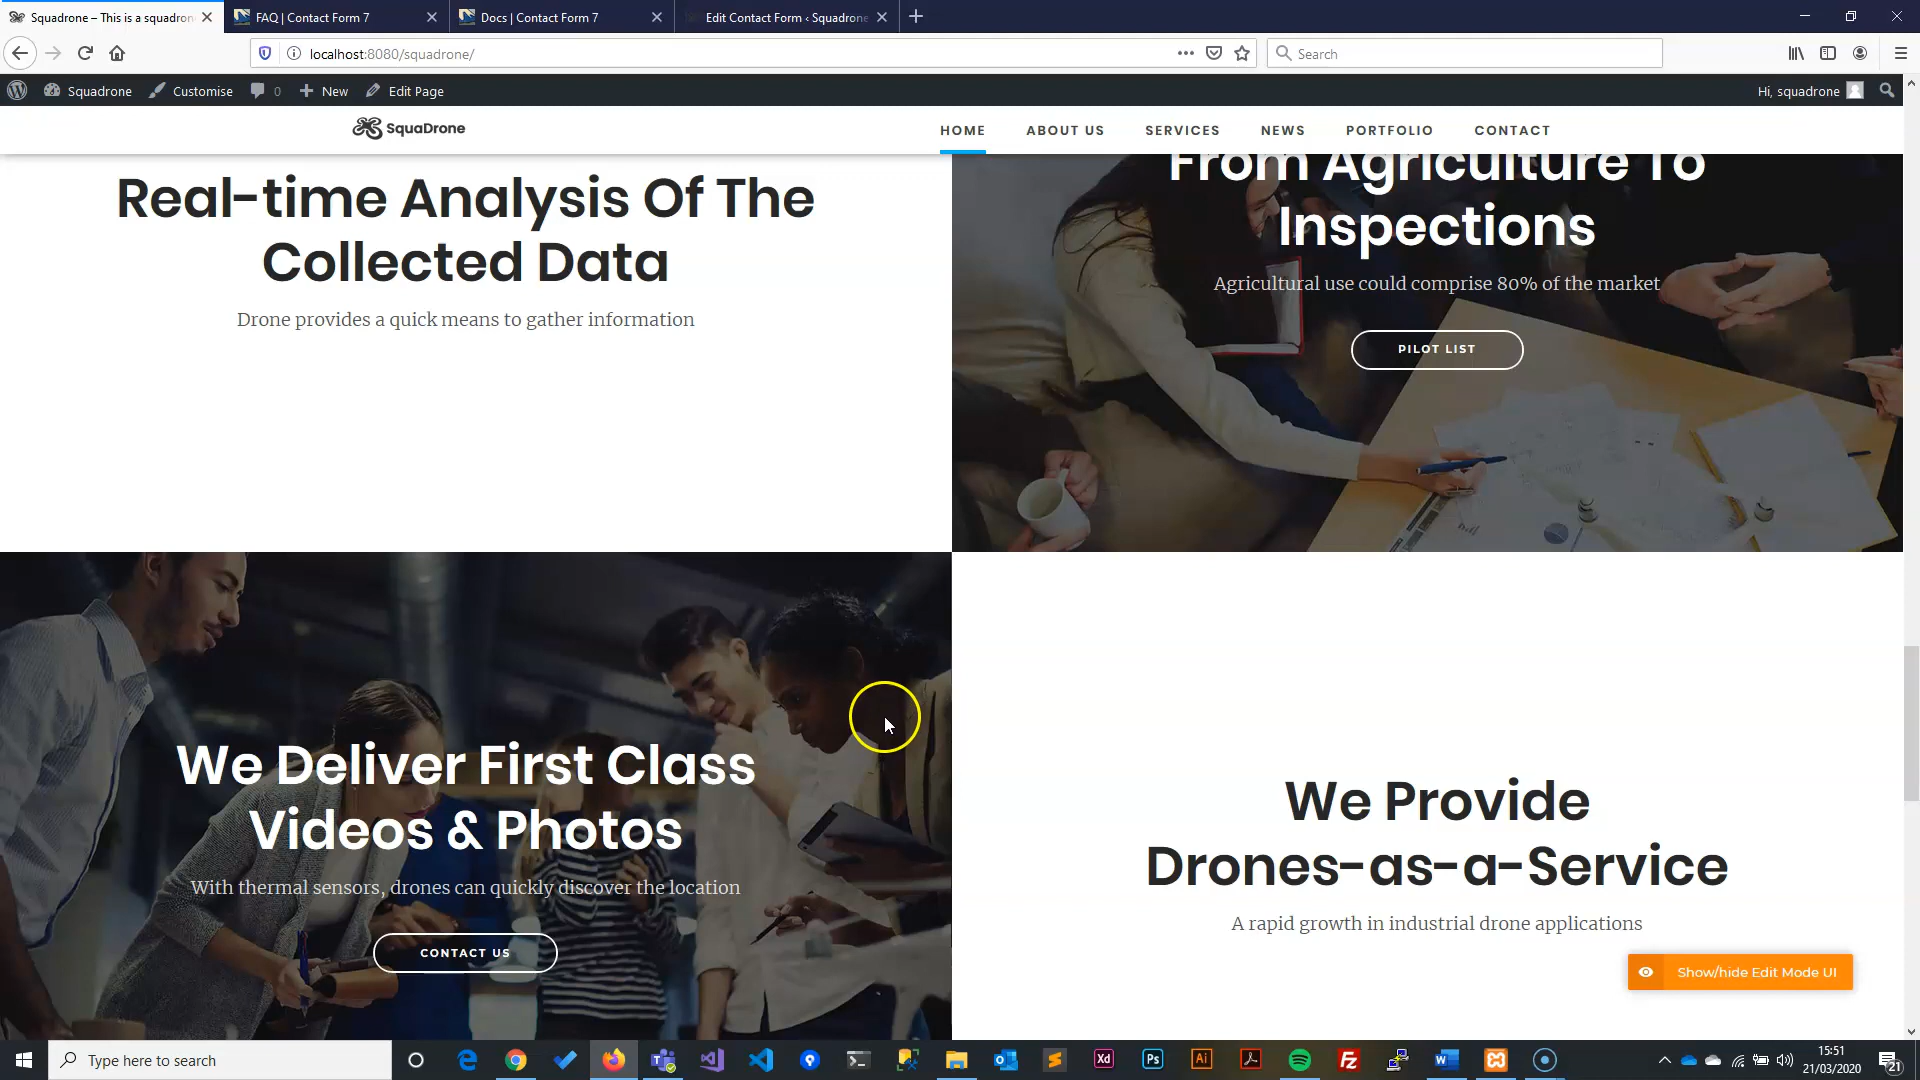 Squadrone – This is a squadron
FAQ | Contact Form 7
Docs | Contact Form 7
Edit Contact Form ‹ Squadrone
localhost:8080/squadrone/
Search
Squadrone
Customise
0
New
Edit Page
Hi, squadrone
SquaDrone
HOME
ABOUT US
SERVICES
NEWS
PORTFOLIO
CONTACT
Real-time Analysis Of The
Collected Data
Drone provides a quick means to gather information
From Agriculture To
Inspections
Agricultural use could comprise 80% of the market
PILOT LIST
We Deliver First Class
Videos & Photos
With thermal sensors, drones can quickly discover the location
CONTACT US
We Provide
Drones-as-a-Service
A rapid growth in industrial drone applications
Show/hide Edit Mode UI
Type here to search
Xd
Ps
Ai
Fz
15:51
21/03/2020
21